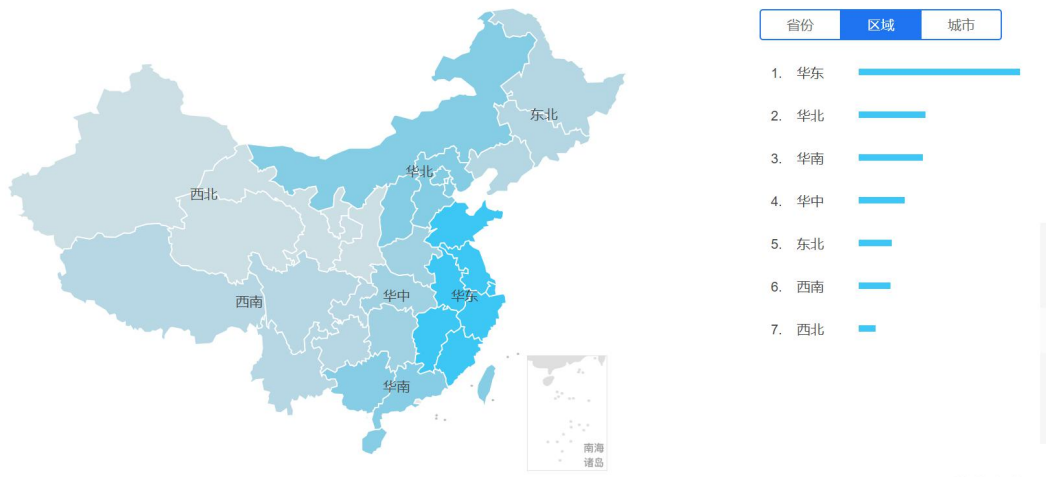 省份 区域 城市
1. 华东
2. 华北
3. 华南
4. 华中
5. 东北
6. 西南
7. 西北
东北
华北
西北
西南
华中
华东
华南
南海
诸岛